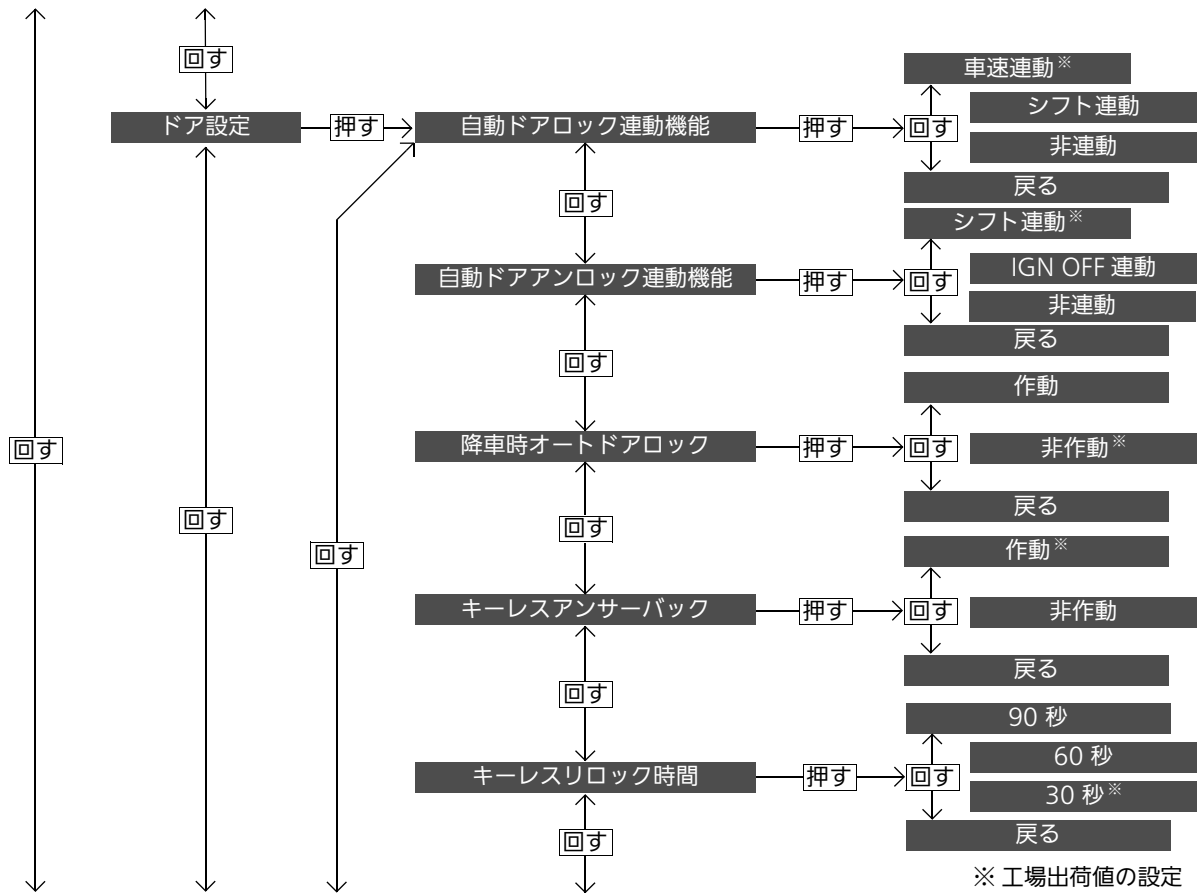 回す
車速連動※
シフト連動
ドア設定
押す
自動ドアロック連動機能
押す
回す
非連動
戻る
回す
シフト連動※
IGN OFF 連動
自動ドアアンロック連動機能
押す
回す
非連動
戻る
回す
作動
回す
降車時オートドアロック
押す
回す
非作動※
戻る
回す
回す
回す
作動※
キーレスアンサーバック
押す
回す
非作動
戻る
回す
90 秒
60 秒
キーレスリロック時間
押す
回す
30 秒※
戻る
回す
※ 工場出荷値の設定